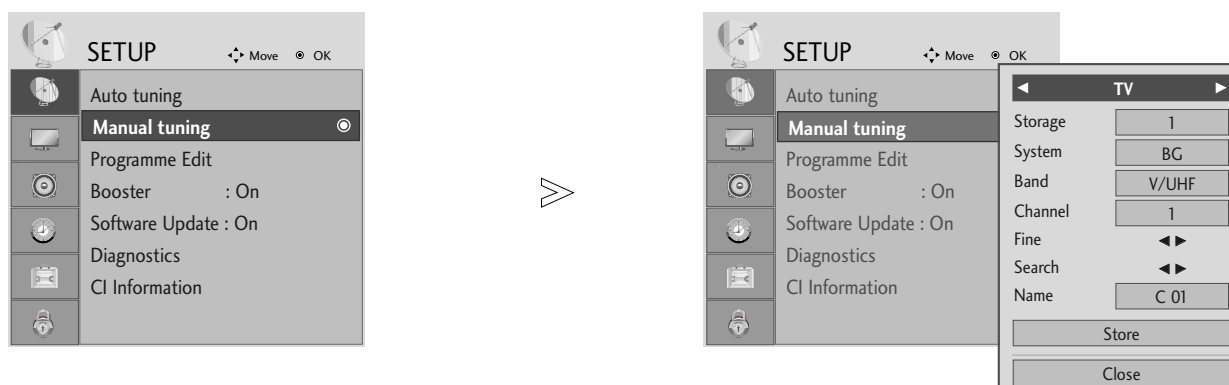 SETUP Move OK
Auto tuning
Manual tuning
Programme Edit
Booster : On
Software Update : On
Diagnostics
CI Information
SETUP Move OK
Auto tuning
Manual tuning
Programme Edit
Booster : On
Software Update : On
Diagnostics
CI Information
◄ TV ►
Storage 1
System BG
Band V/UHF
Channel 1
Fine ◄ ►
Search ◄ ►
Name C 01
Store
Close